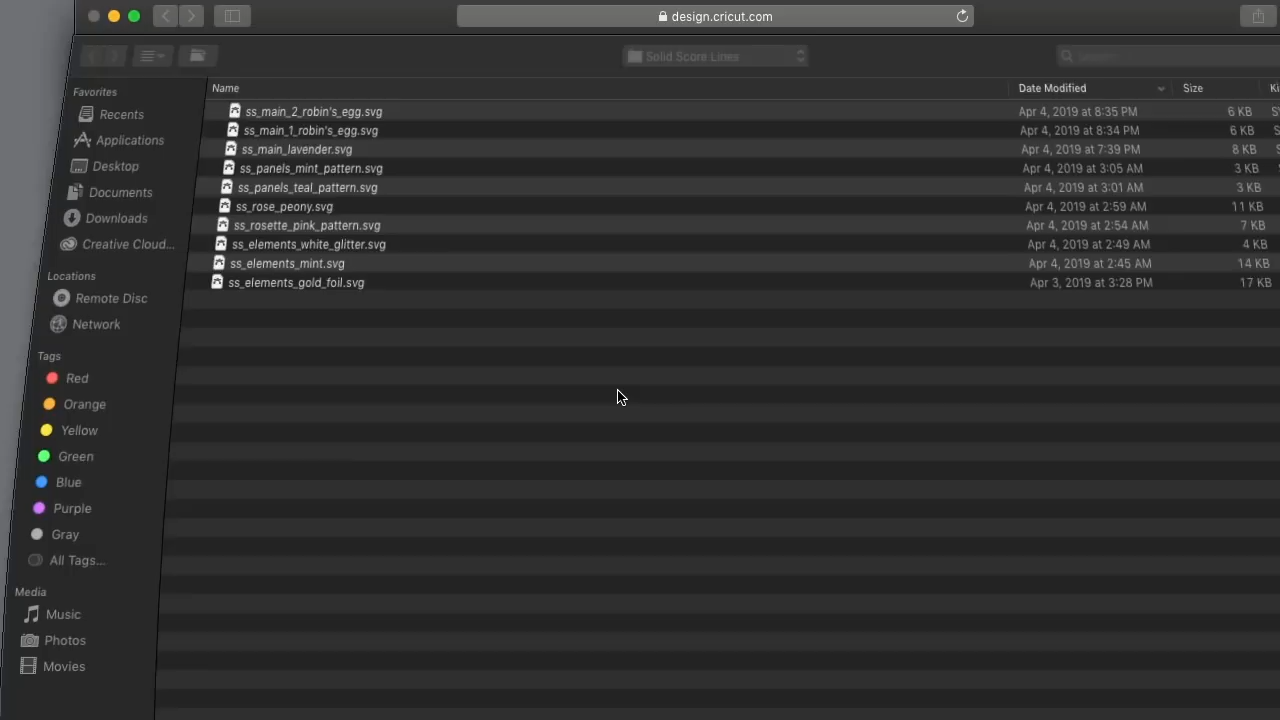 design.cricut.com
Solid Score Lines
Search
Favorites
Recents
Applications
Desktop
Documents
Downloads
Creative Cloud...
Locations
Remote Disc
Network
Tags
Red
Orange
Yellow
Green
Blue
Purple
Gray
All Tags...
Media
Music
Photos
Movies
Name Date Modified Size
ss_main_2_robin's_egg.svg Apr 4, 2019 at 8:35 PM 6 KB
ss_main_1_robin's_egg.svg Apr 4, 2019 at 8:34 PM 6 KB
ss_main_lavender.svg Apr 4, 2019 at 7:39 PM 8 KB
ss_panels_mint_pattern.svg Apr 4, 2019 at 3:05 AM 3 KB
ss_panels_teal_pattern.svg Apr 4, 2019 at 3:01 AM 3 KB
ss_rose_peony.svg Apr 4, 2019 at 2:59 AM 11 KB
ss_rosette_pink_pattern.svg Apr 4, 2019 at 2:54 AM 7 KB
ss_elements_white_glitter.svg Apr 4, 2019 at 2:49 AM 4 KB
ss_elements_mint.svg Apr 4, 2019 at 2:45 AM 14 KB
ss_elements_gold_foil.svg Apr 3, 2019 at 3:28 PM 17 KB